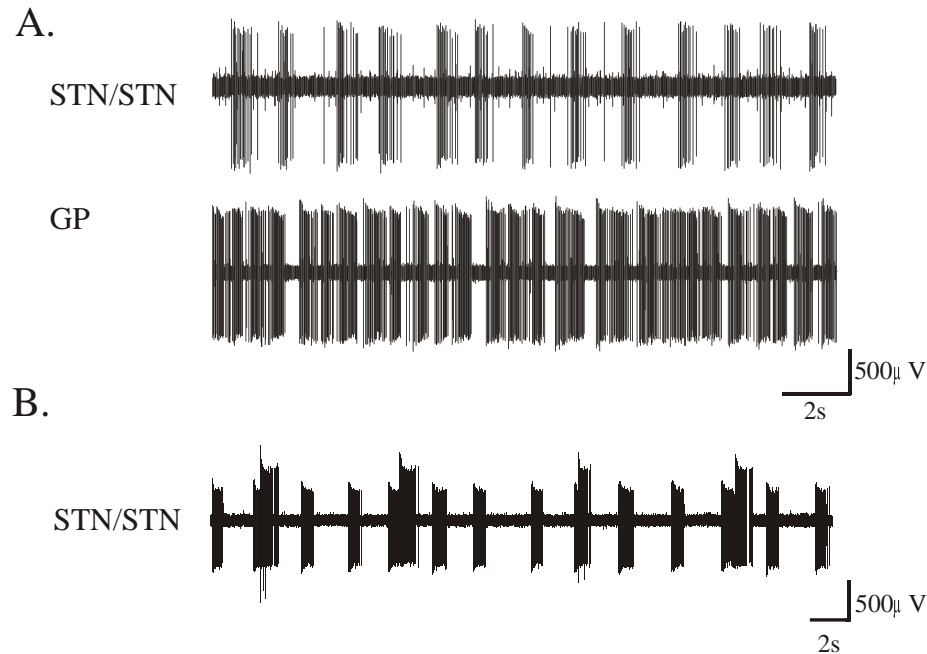 A.
STN/STN
GP
500μ V
2s
B.
STN/STN
500μ V
2s